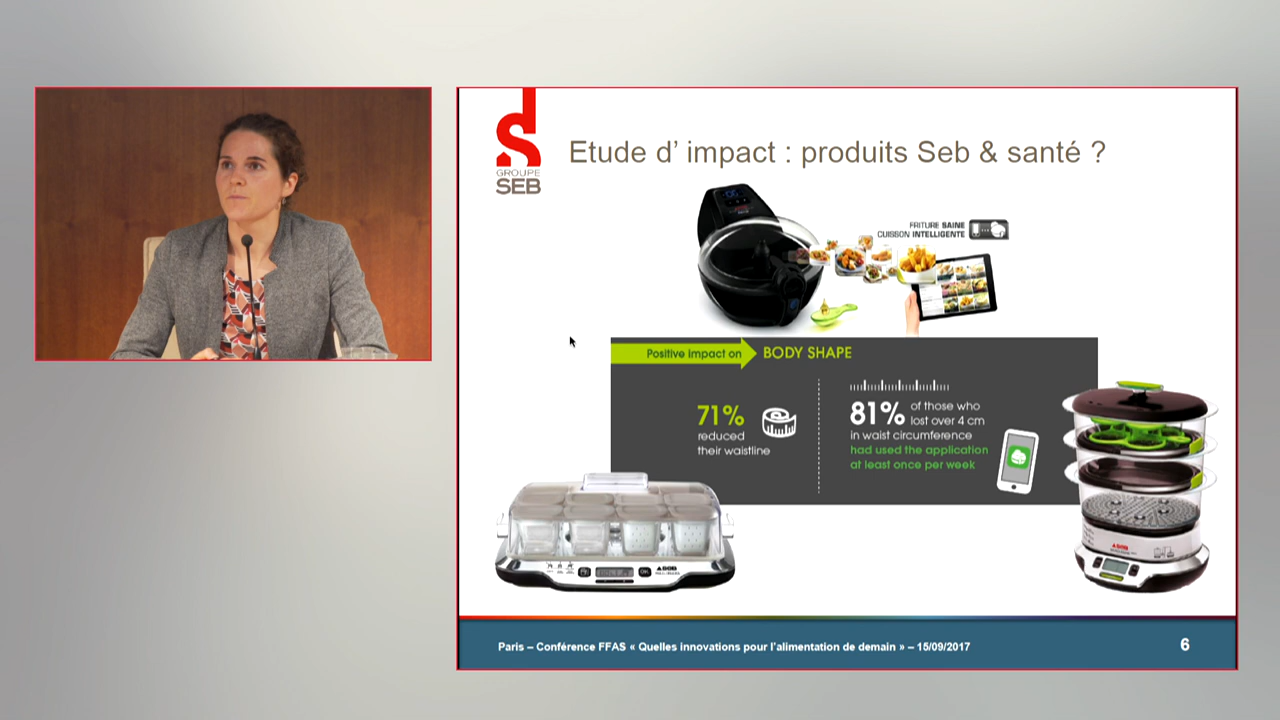 GROUPE
SEB
Etude d' impact : produits Seb & santé ?
FRITURE SAINE
CUISSON INTELLIGENTE
Positive impact on BODY SHAPE
71%
reduced
their waistline
81% of those who
lost over 4 cm
in waist circumference
had used the application
at least once per week
SEB
SEB
Paris – Conférence FFAS « Quelles innovations pour l'alimentation de demain » – 15/09/2017
6